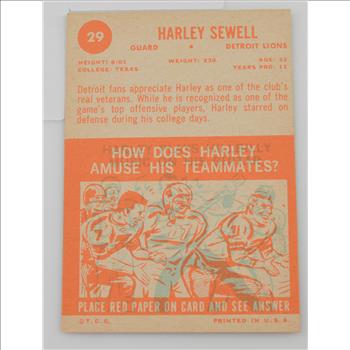 29
HARLEY SEWELL
GUARD • DETROIT LIONS
HEIGHT: 6/01 WEIGHT: 230 AGE: 32
COLLEGE: TEXAS YEARS PRO: 11
Detroit fans appreciate Harley as one of the club's
real veterans. While he is recognized as one of the
game's top offensive players, Harley starred on
defense during his college days.
HOW DOES HARLEY
AMUSE HIS TEAMMATES?
7
71
PLACE RED PAPER ON CARD AND SEE ANSWER
©T.C.G. PRINTED IN U.S.A.